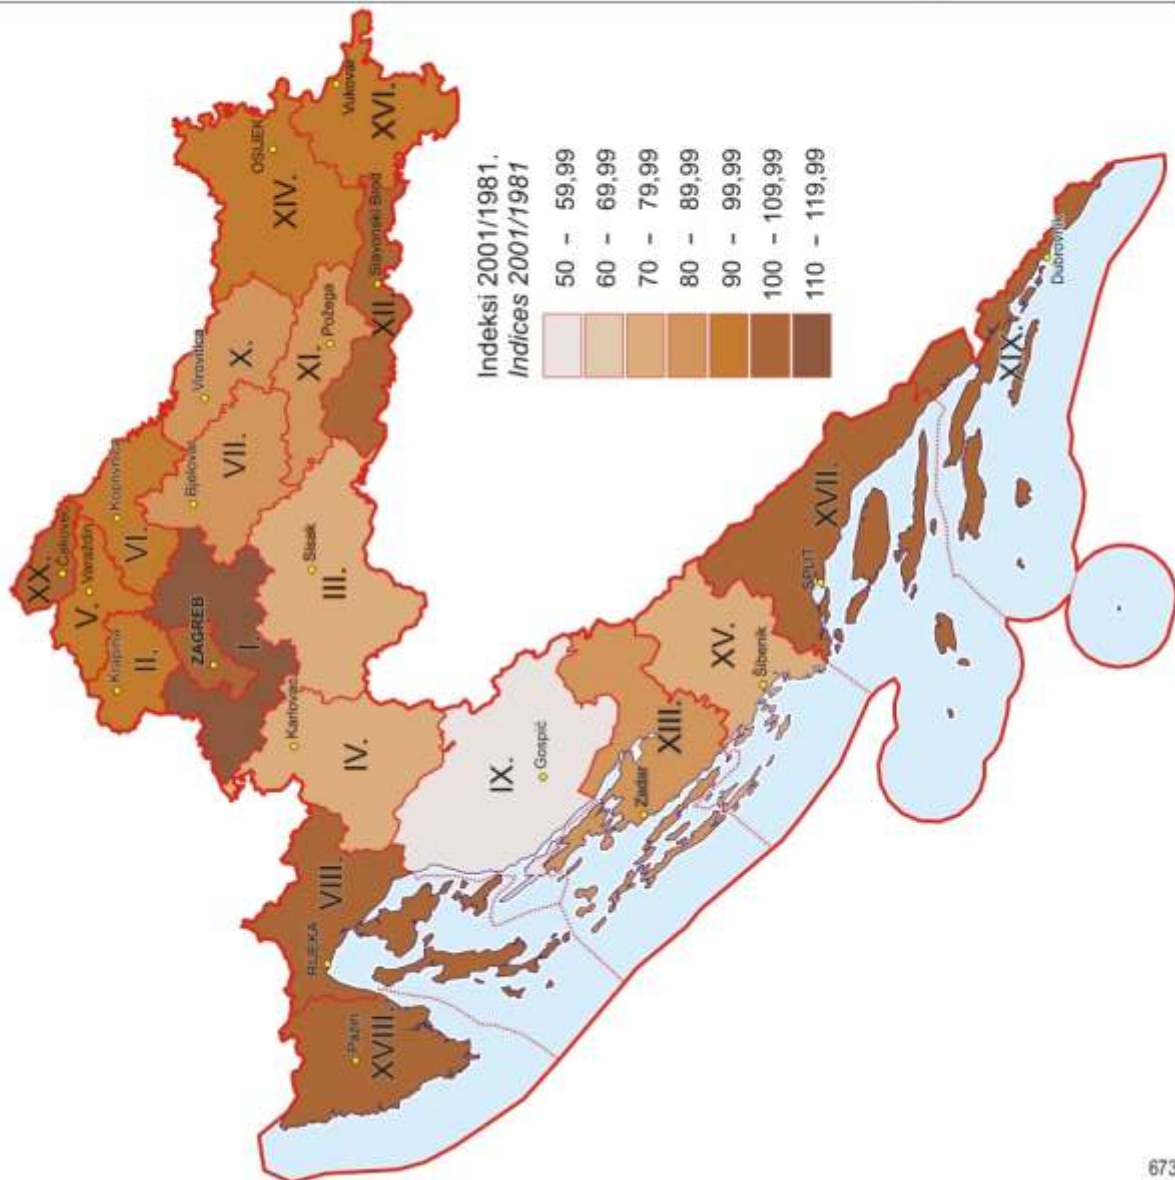 Indeksi 2001/1981.
Indices 2001/1981
50 – 59,99
60 – 69,99
70 – 79,99
80 – 89,99
90 – 99,99
100 – 109,99
110 – 119,99
XX.
Čakovec
V.
Varaždin
Krapina
II.
VI.
Koprivnica
ZAGREB
I.
Bjelovar
VII.
Virovitica
X.
OSIJEK
XIV.
Vukovar
XVI.
Slavonski Brod
XII.
Požega
XI.
Sisak
III.
Karlovac
IV.
RIJEKA
VIII.
Pazin
XVIII.
IX.
Gospić
Zadar
XIII.
XV.
Šibenik
SPLIT
XVII.
XIX.
Dubrovnik
673